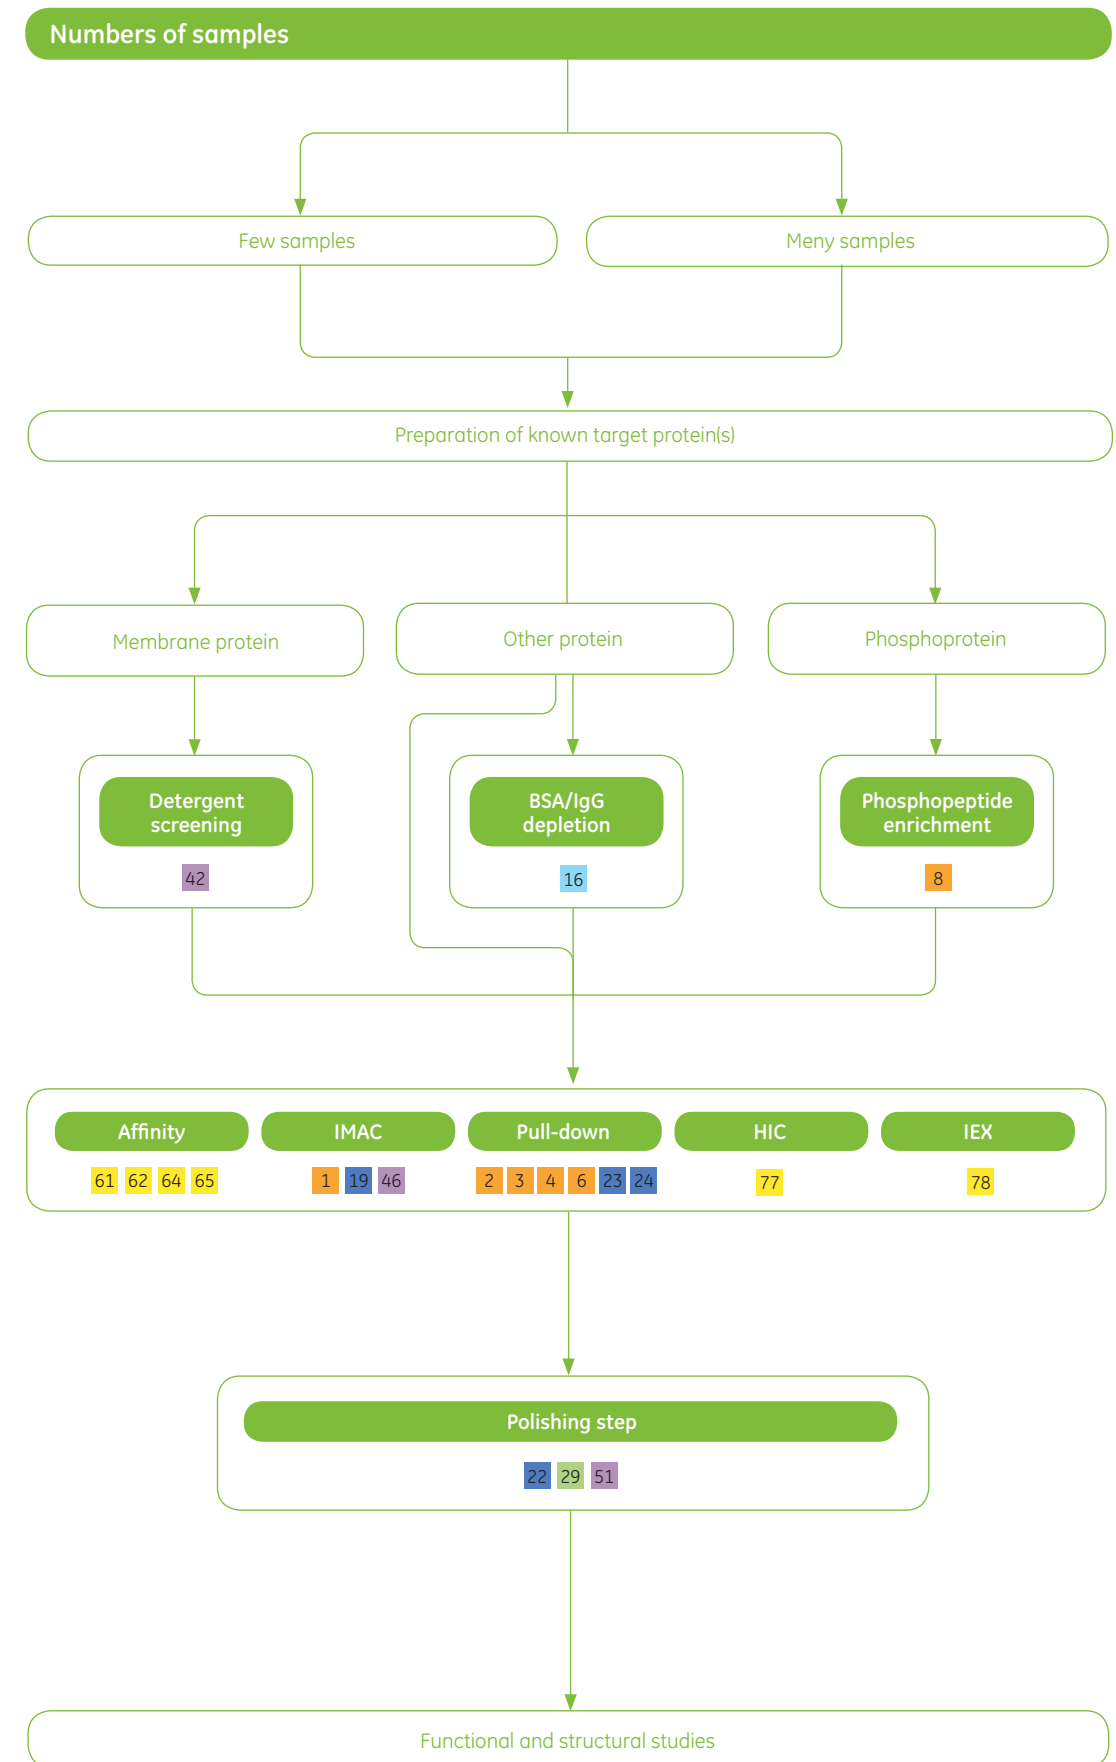 Numbers of samples
Few samples
Meny samples
Preparation of known target protein(s)
Membrane protein
Other protein
Phosphoprotein
Detergent
screening
42
BSA/IgG
depletion
16
Phosphopeptide
enrichment
8
Affinity
61 62 64 65
IMAC
1 19 46
Pull-down
2 3 4 6 23 24
HIC
77
IEX
78
Polishing step
22 29 51
Functional and structural studies